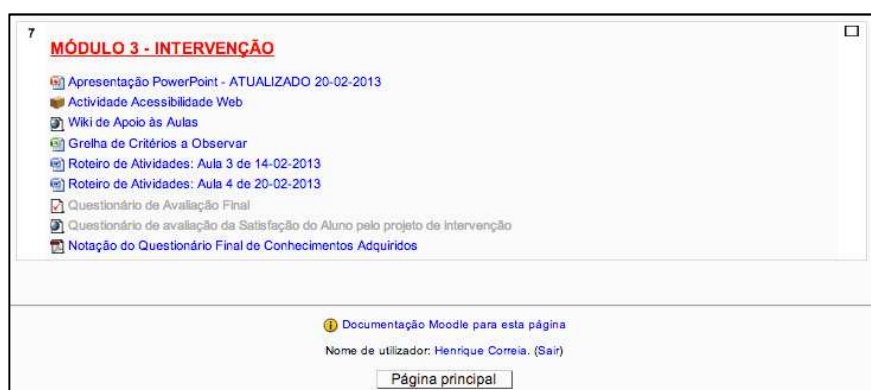 7
MÓDULO 3 - INTERVENÇÃO
Apresentação PowerPoint - ATUALIZADO 20-02-2013
Actividade Acessibilidade Web
Wiki de Apoio às Aulas
Grelha de Critérios a Observar
Roteiro de Atividades: Aula 3 de 14-02-2013
Roteiro de Atividades: Aula 4 de 20-02-2013
Questionário de Avaliação Final
Questionário de avaliação da Satisfação do Aluno pelo projeto de intervenção
Notação do Questionário Final de Conhecimentos Adquiridos
Documentação Moodle para esta página
Nome de utilizador: Henrique Correia. (Sair)
Página principal